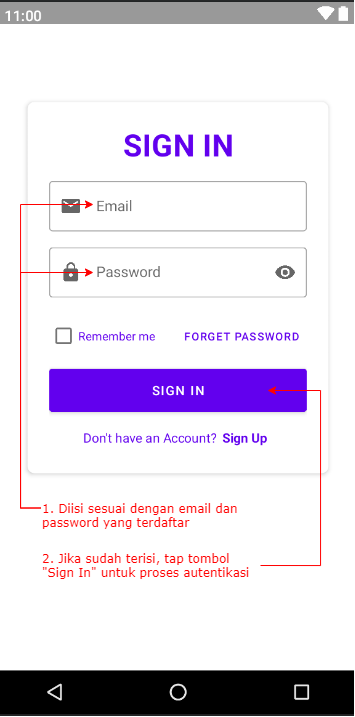 11:00
SIGN IN
Email
Password
Remember me
FORGET PASSWORD
SIGN IN
Don't have an Account? Sign Up
1. Diisi sesuai dengan email dan
password yang terdaftar
2. Jika sudah terisi, tap tombol
"Sign In" untuk proses autentikasi